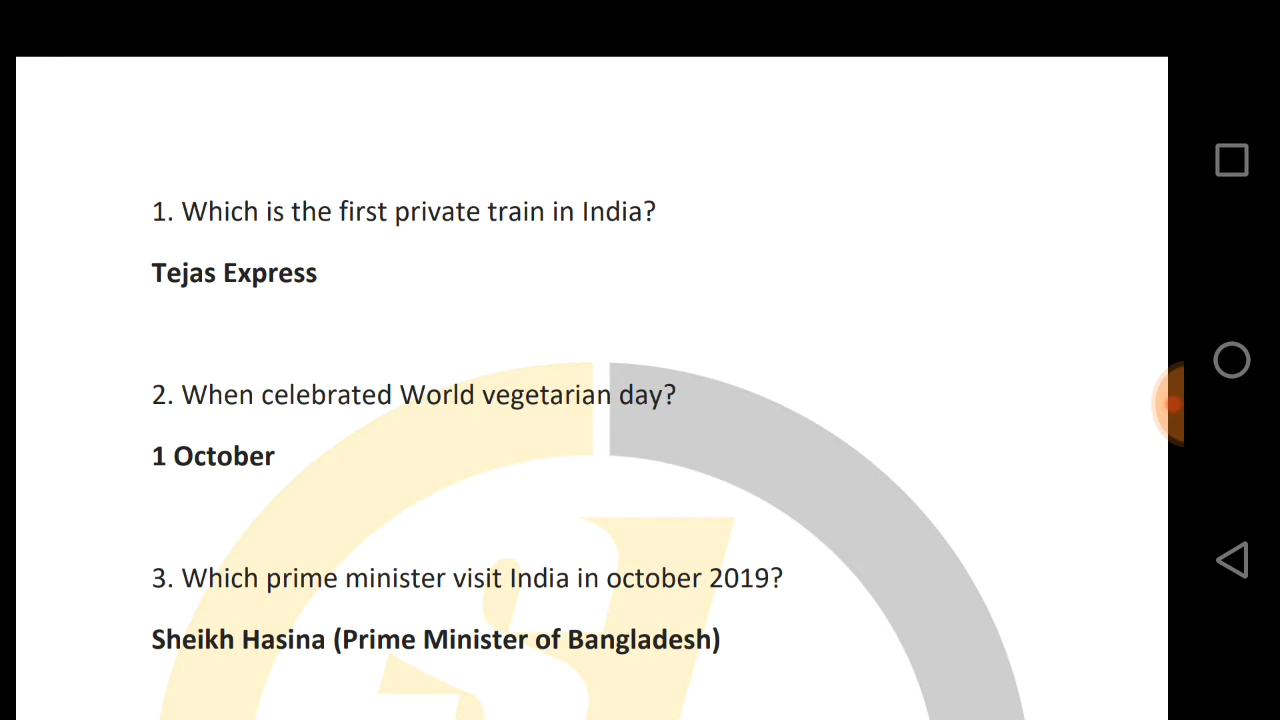 1. Which is the first private train in India?
Tejas Express
2. When celebrated World vegetarian day?
1 October
3. Which prime minister visit India in october 2019?
Sheikh Hasina (Prime Minister of Bangladesh)